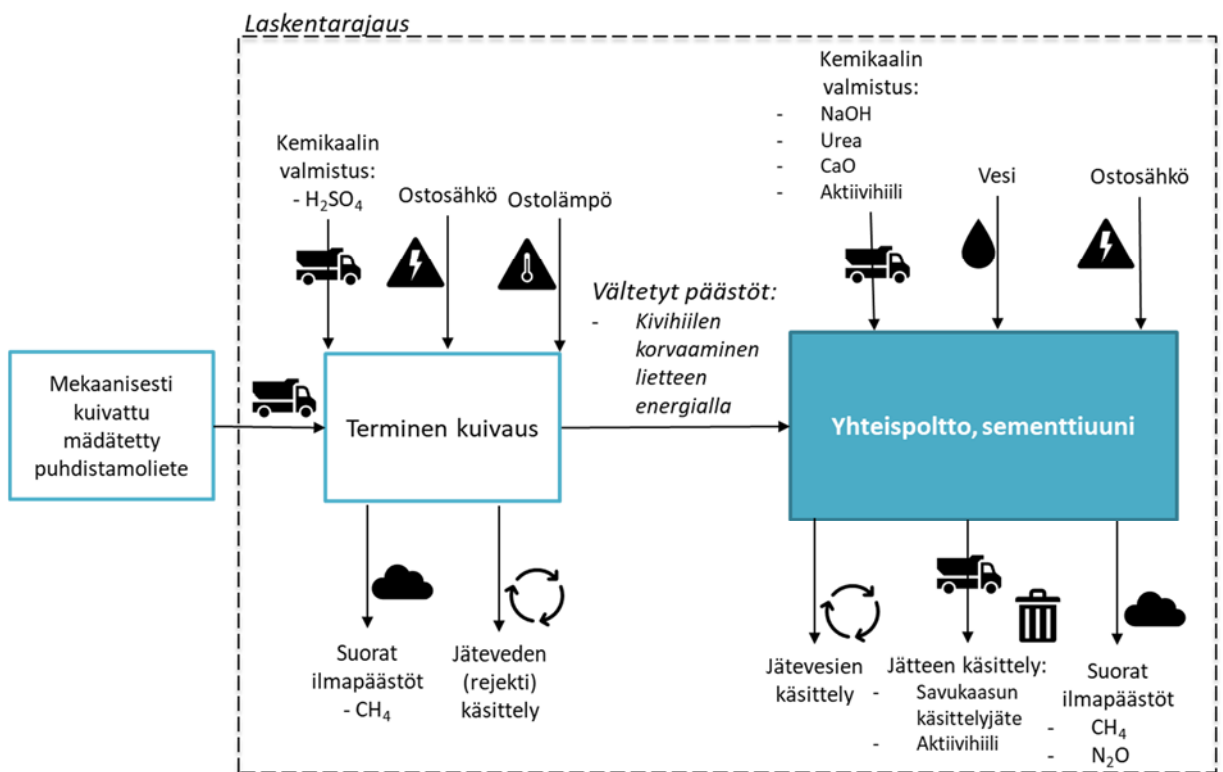 Laskentarajaus
Kemikaalin
valmistus:
- NaOH
- Urea
- CaO
- Aktiivihiili
Kemikaalin
valmistus:
- H₂SO₄
Ostosähkö
Ostolämpö
Vesi
Ostosähkö
Vältetyt päästöt:
- Kivihiilen
korvaaminen
lietteen
energialla
Mekaanisesti
kuivattu
mädätetty
puhdistamoliete
Terminen kuivaus
Yhteispoltto, sementtiuuni
Suorat
ilmapäästöt
- CH₄
Jäteveden
(rejekti)
käsittely
Jätevesien
käsittely
Jätteen käsittely:
- Savukaasun
käsittelyjäte
- Aktiivihiili
Suorat
ilmapäästöt
- CH₄
- N₂O